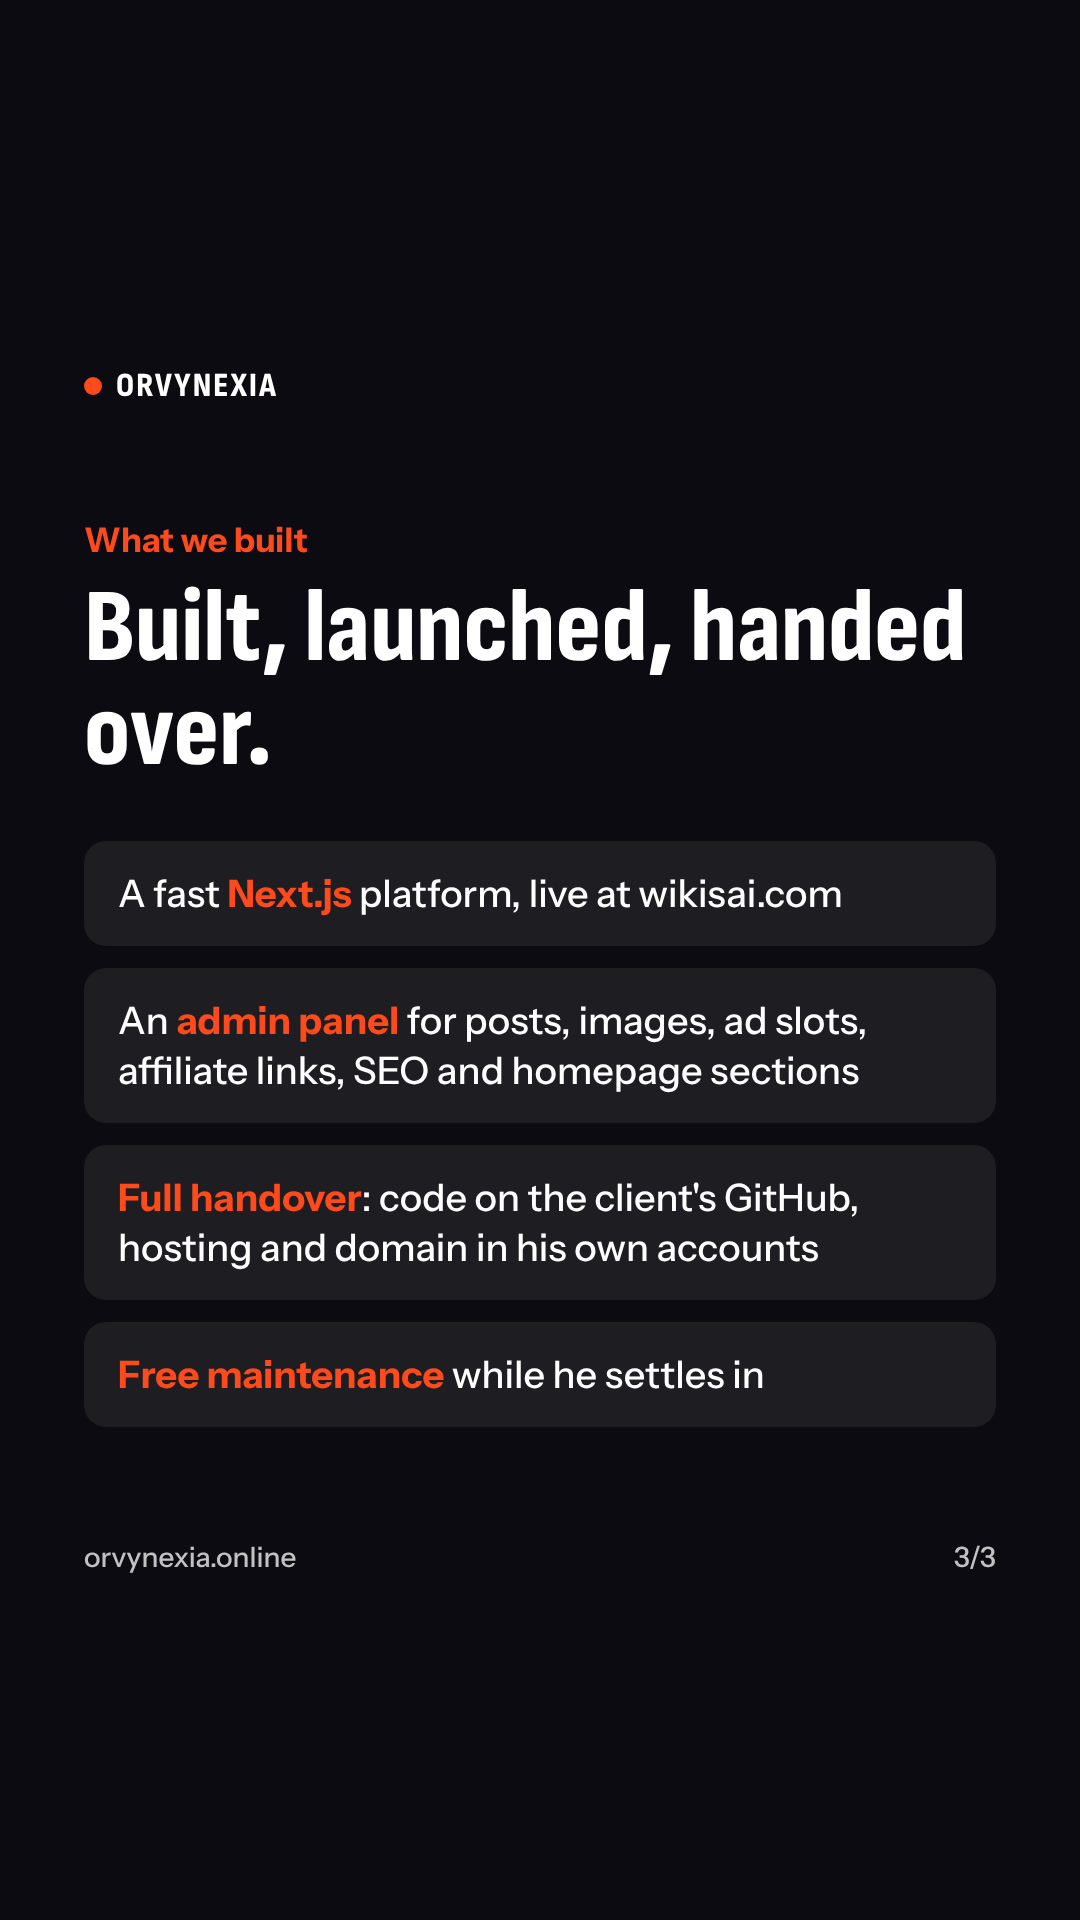 ORVYNEXIA
What we built
Built, launched, handed
over.
A fast Next.js platform, live at wikisai.com
An admin panel for posts, images, ad slots,
affiliate links, SEO and homepage sections
Full handover: code on the client's GitHub,
hosting and domain in his own accounts
Free maintenance while he settles in
orvynexia.online
3/3